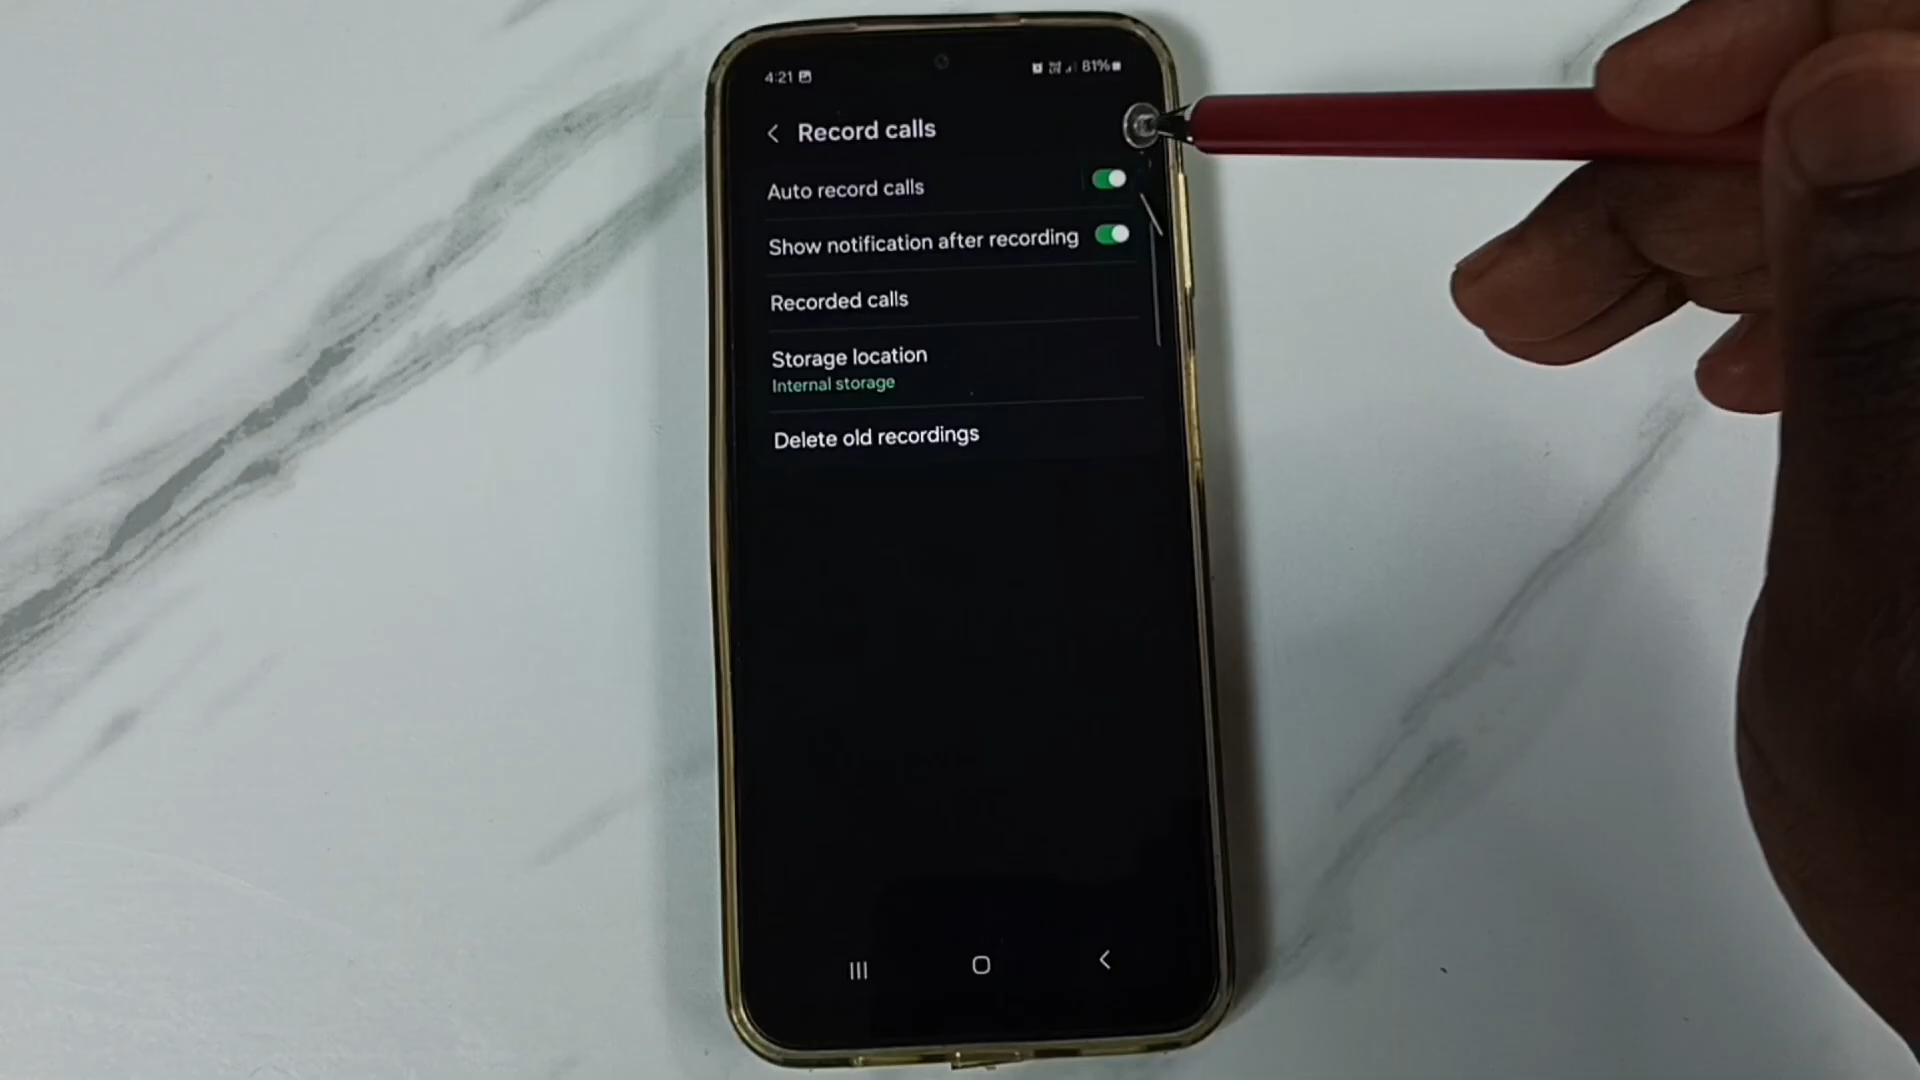 4:21
81%
Record calls
Auto record calls
Show notification after recording
Recorded calls
Storage location
Internal storage
Delete old recordings